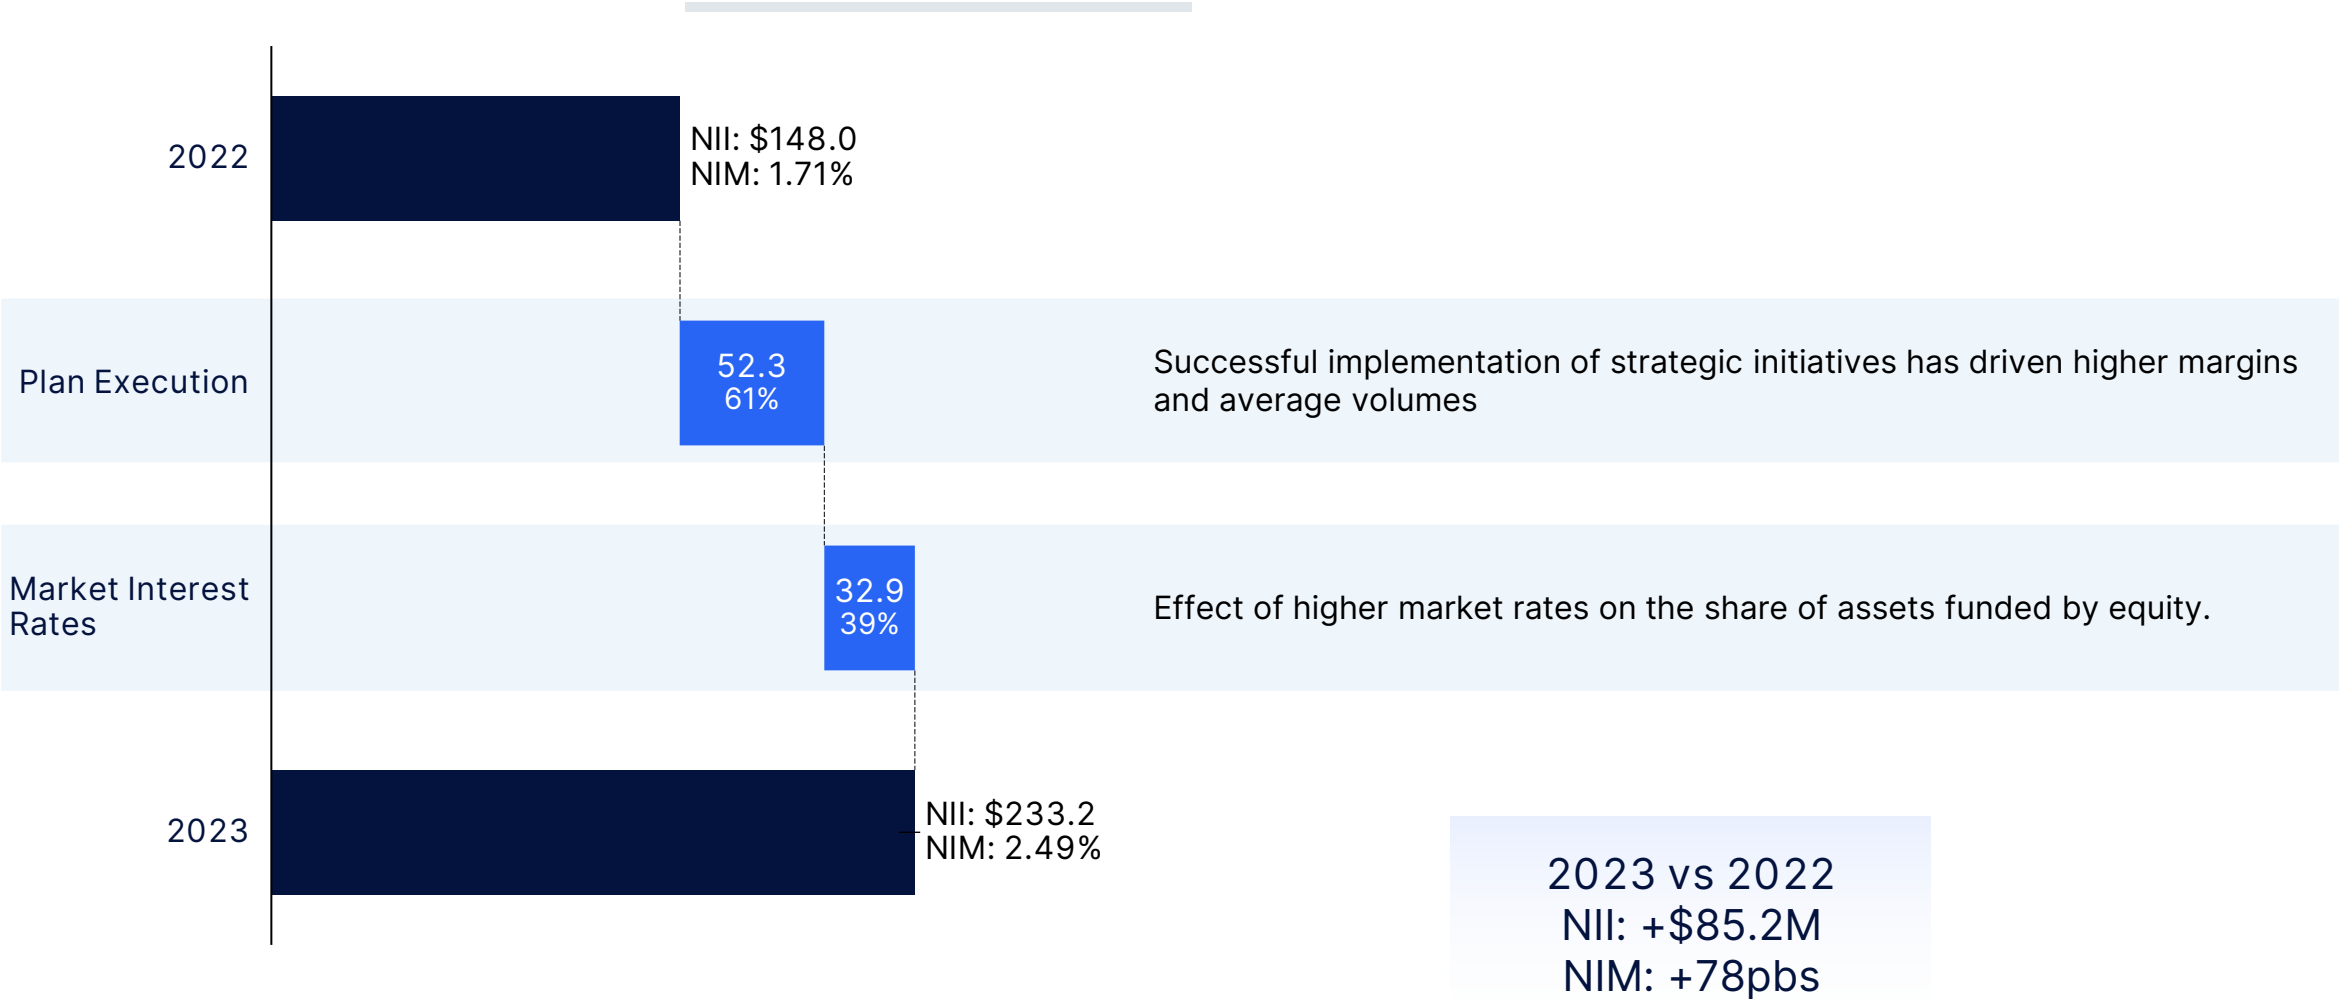 2022
NII: $148.0
NIM: 1.71%
Plan Execution
52.3
61%
Successful implementation of strategic initiatives has driven higher margins
and average volumes
Market Interest
Rates
32.9
39%
Effect of higher market rates on the share of assets funded by equity.
2023
NII: $233.2
NIM: 2.49%
2023 vs 2022
NII: +$85.2M
NIM: +78pbs